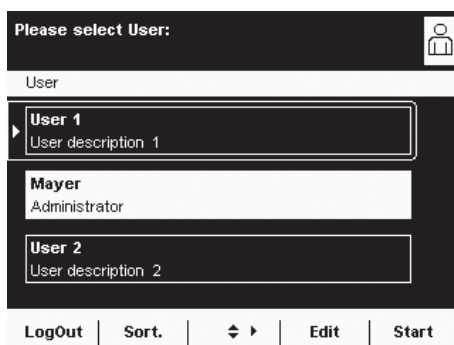 Please select User:
User
User 1
User description 1
Mayer
Administrator
User 2
User description 2
LogOut Sort. Edit Start